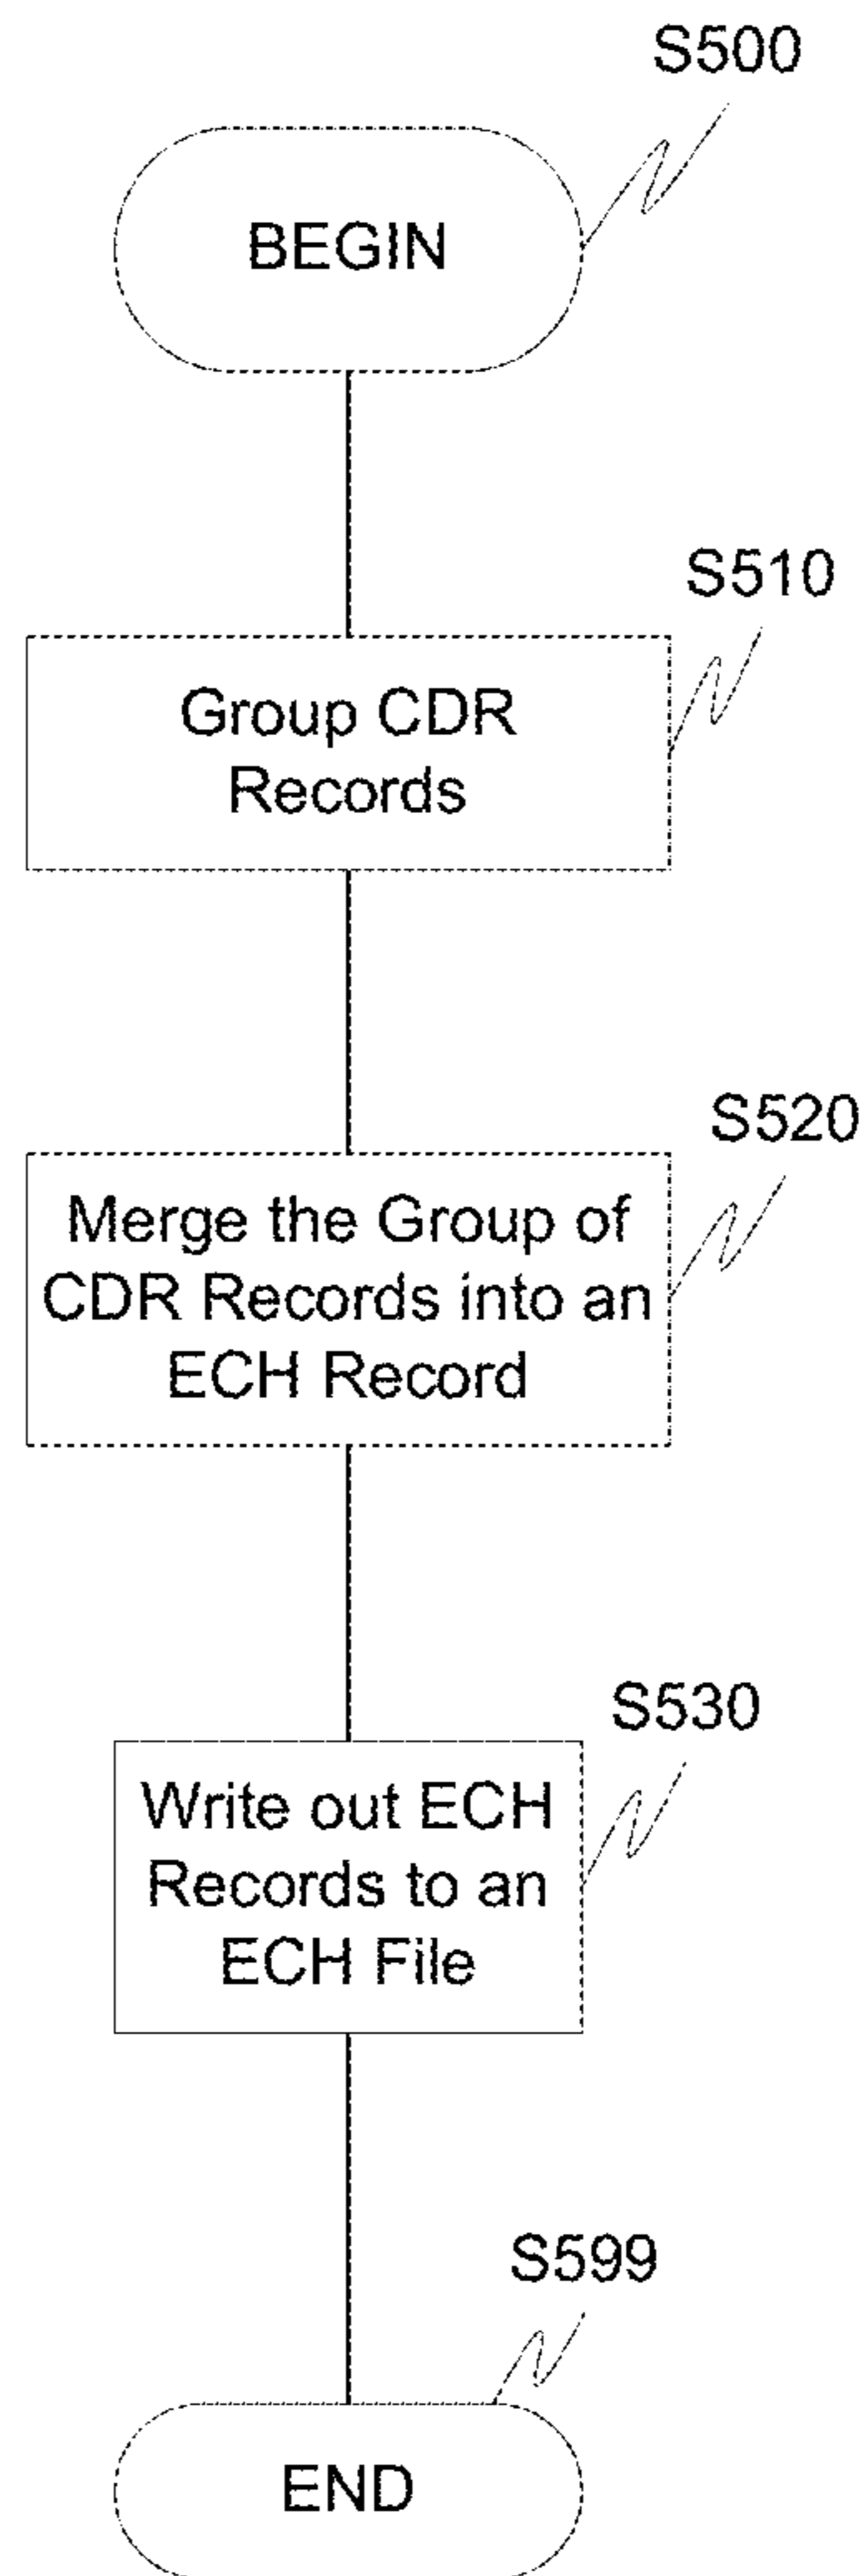 S500
BEGIN
S510
Group CDR
Records
S520
Merge the Group of
CDR Records into an
ECH Record
S530
Write out ECH
Records to an
ECH File
S599
END